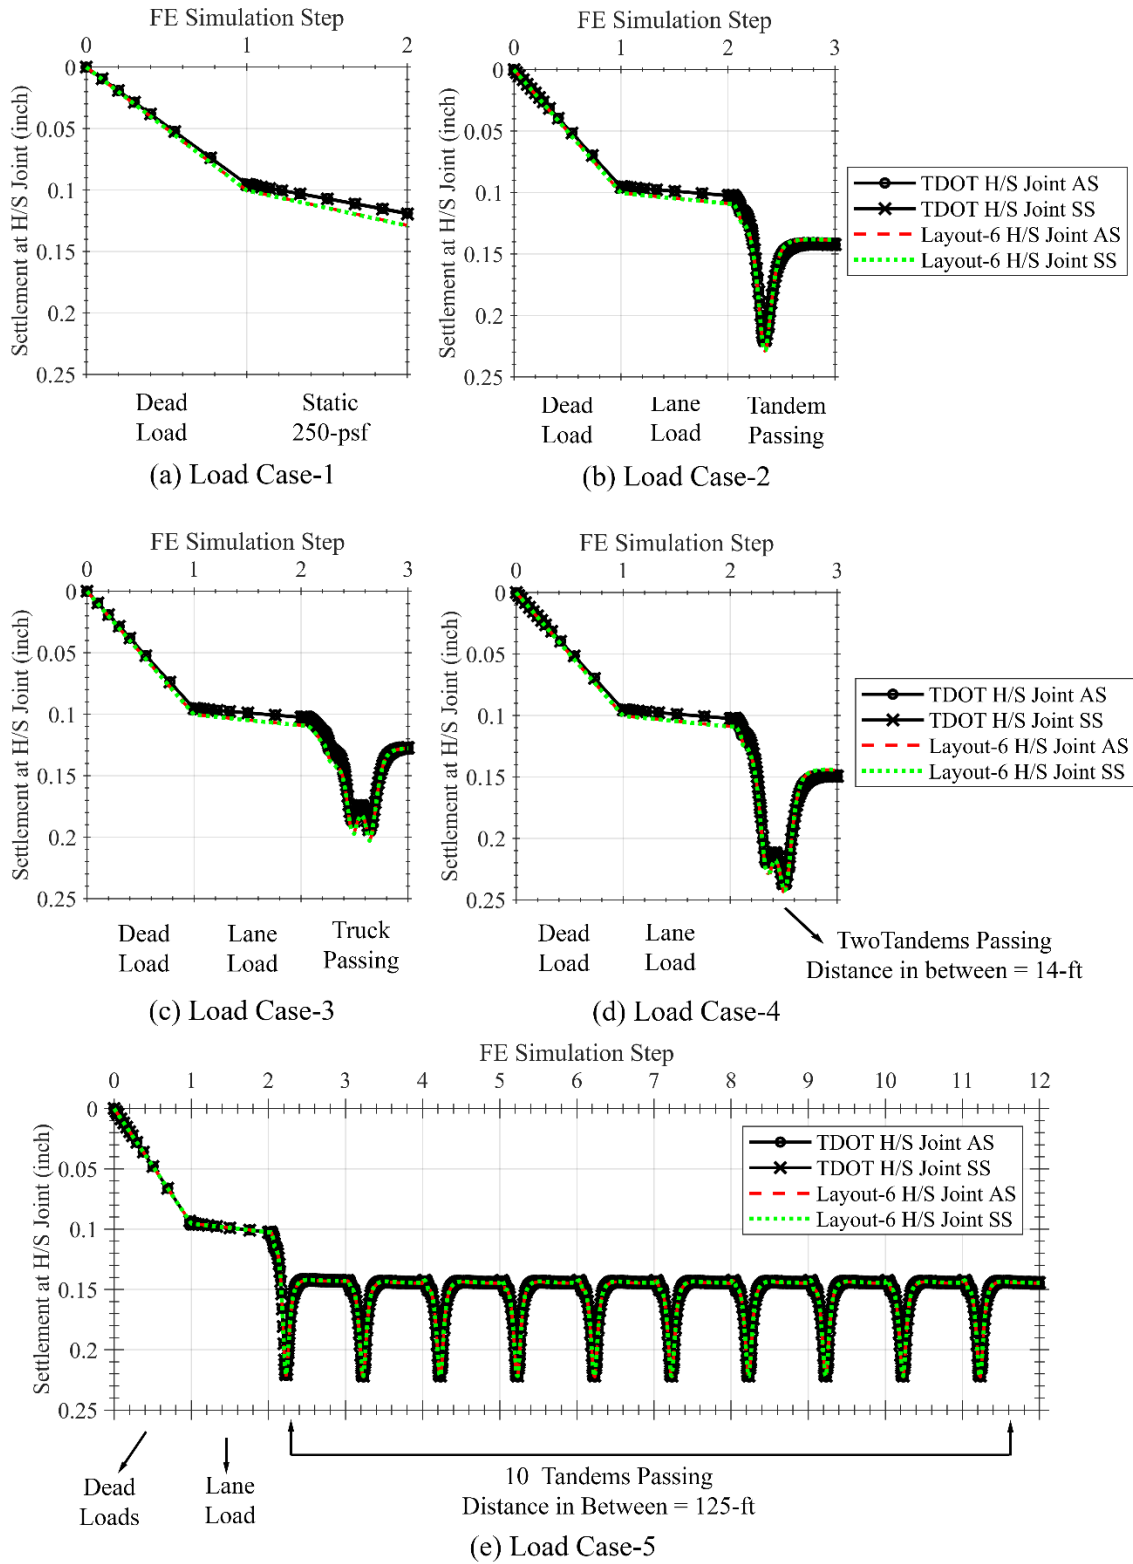 FE Simulation Step
0 1 2
Settlement at H/S Joint (inch)
0
0.05
0.1
0.15
0.2
0.25
Dead
Load
Static
250-psf
(a) Load Case-1
FE Simulation Step
0 1 2 3
Settlement at H/S Joint (inch)
0
0.05
0.1
0.15
0.2
0.25
Dead
Load
Lane
Load
Tandem
Passing
(b) Load Case-2
TDOT H/S Joint AS
TDOT H/S Joint SS
Layout-6 H/S Joint AS
Layout-6 H/S Joint SS
FE Simulation Step
0 1 2 3
Settlement at H/S Joint (inch)
0
0.05
0.1
0.15
0.2
0.25
Dead
Load
Lane
Load
Truck
Passing
(c) Load Case-3
FE Simulation Step
0 1 2 3
Settlement at H/S Joint (inch)
0
0.05
0.1
0.15
0.2
0.25
Dead
Load
Lane
Load
TwoTandems Passing
Distance in between = 14-ft
(d) Load Case-4
TDOT H/S Joint AS
TDOT H/S Joint SS
Layout-6 H/S Joint AS
Layout-6 H/S Joint SS
FE Simulation Step
0 1 2 3 4 5 6 7 8 9 10 11 12
Settlement at H/S Joint (inch)
0
0.05
0.1
0.15
0.2
0.25
TDOT H/S Joint AS
TDOT H/S Joint SS
Layout-6 H/S Joint AS
Layout-6 H/S Joint SS
Dead
Loads
Lane
Load
10 Tandems Passing
Distance in Between = 125-ft
(e) Load Case-5